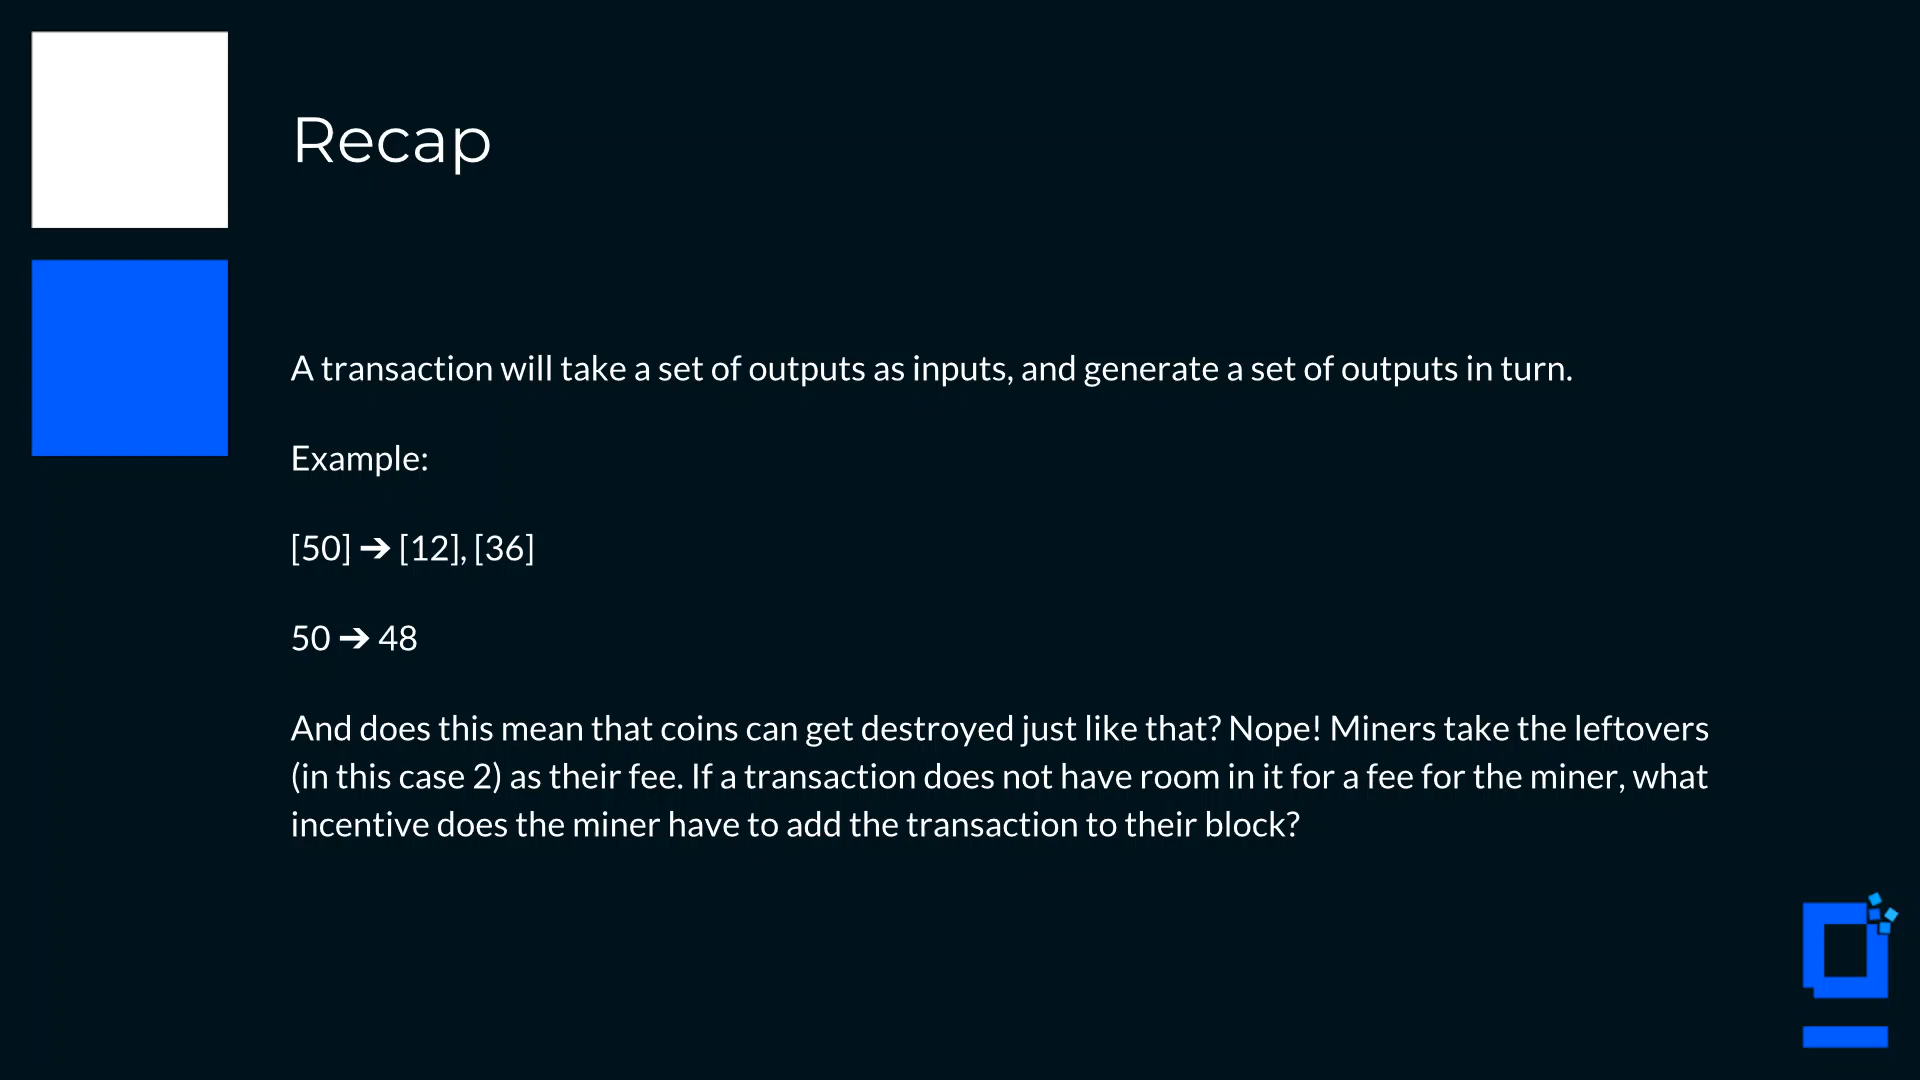 Recap
A transaction will take a set of outputs as inputs, and generate a set of outputs in turn.
Example:
[50] ➔ [12], [36]
50 ➔ 48
And does this mean that coins can get destroyed just like that? Nope! Miners take the leftovers
(in this case 2) as their fee. If a transaction does not have room in it for a fee for the miner, what
incentive does the miner have to add the transaction to their block?